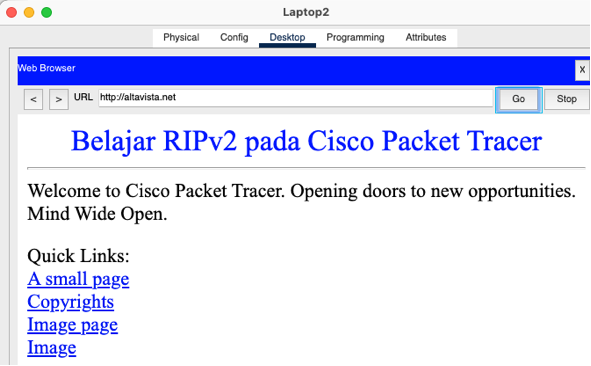 Laptop2
Physical Config Desktop Programming Attributes
Web Browser X
< > URL http://altavista.net Go Stop
Belajar RIPv2 pada Cisco Packet Tracer
Welcome to Cisco Packet Tracer. Opening doors to new opportunities.
Mind Wide Open.
Quick Links:
A small page
Copyrights
Image page
Image